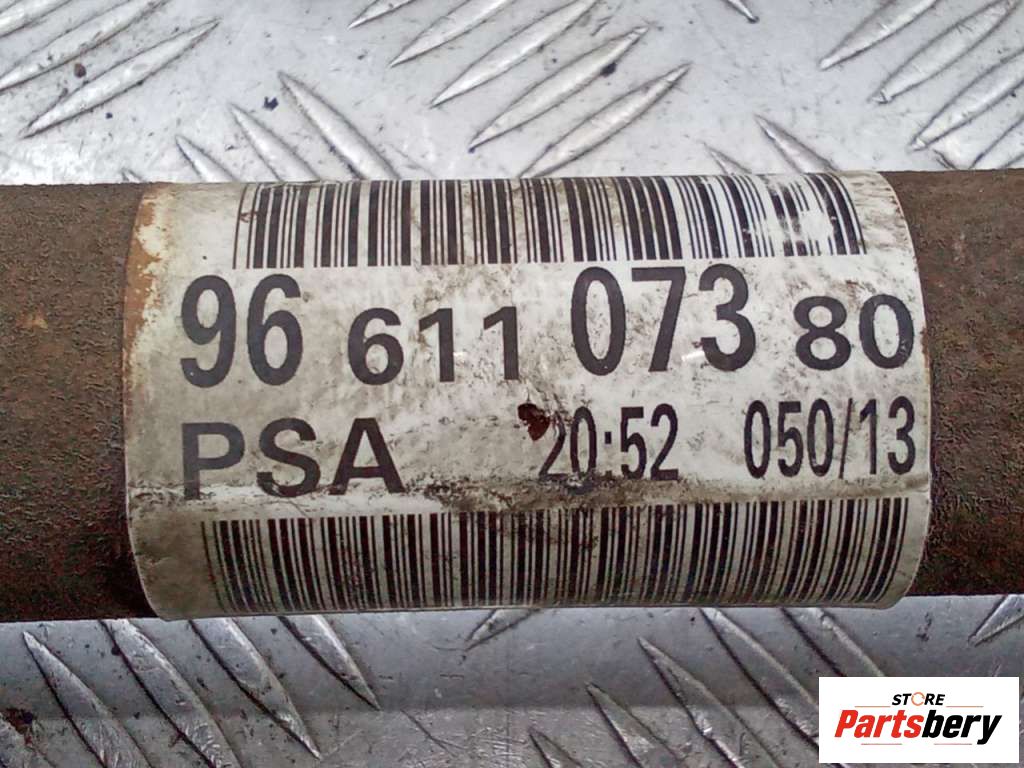 96 611 073 80
PSA 20:52 050/13
STORE
Partsbery